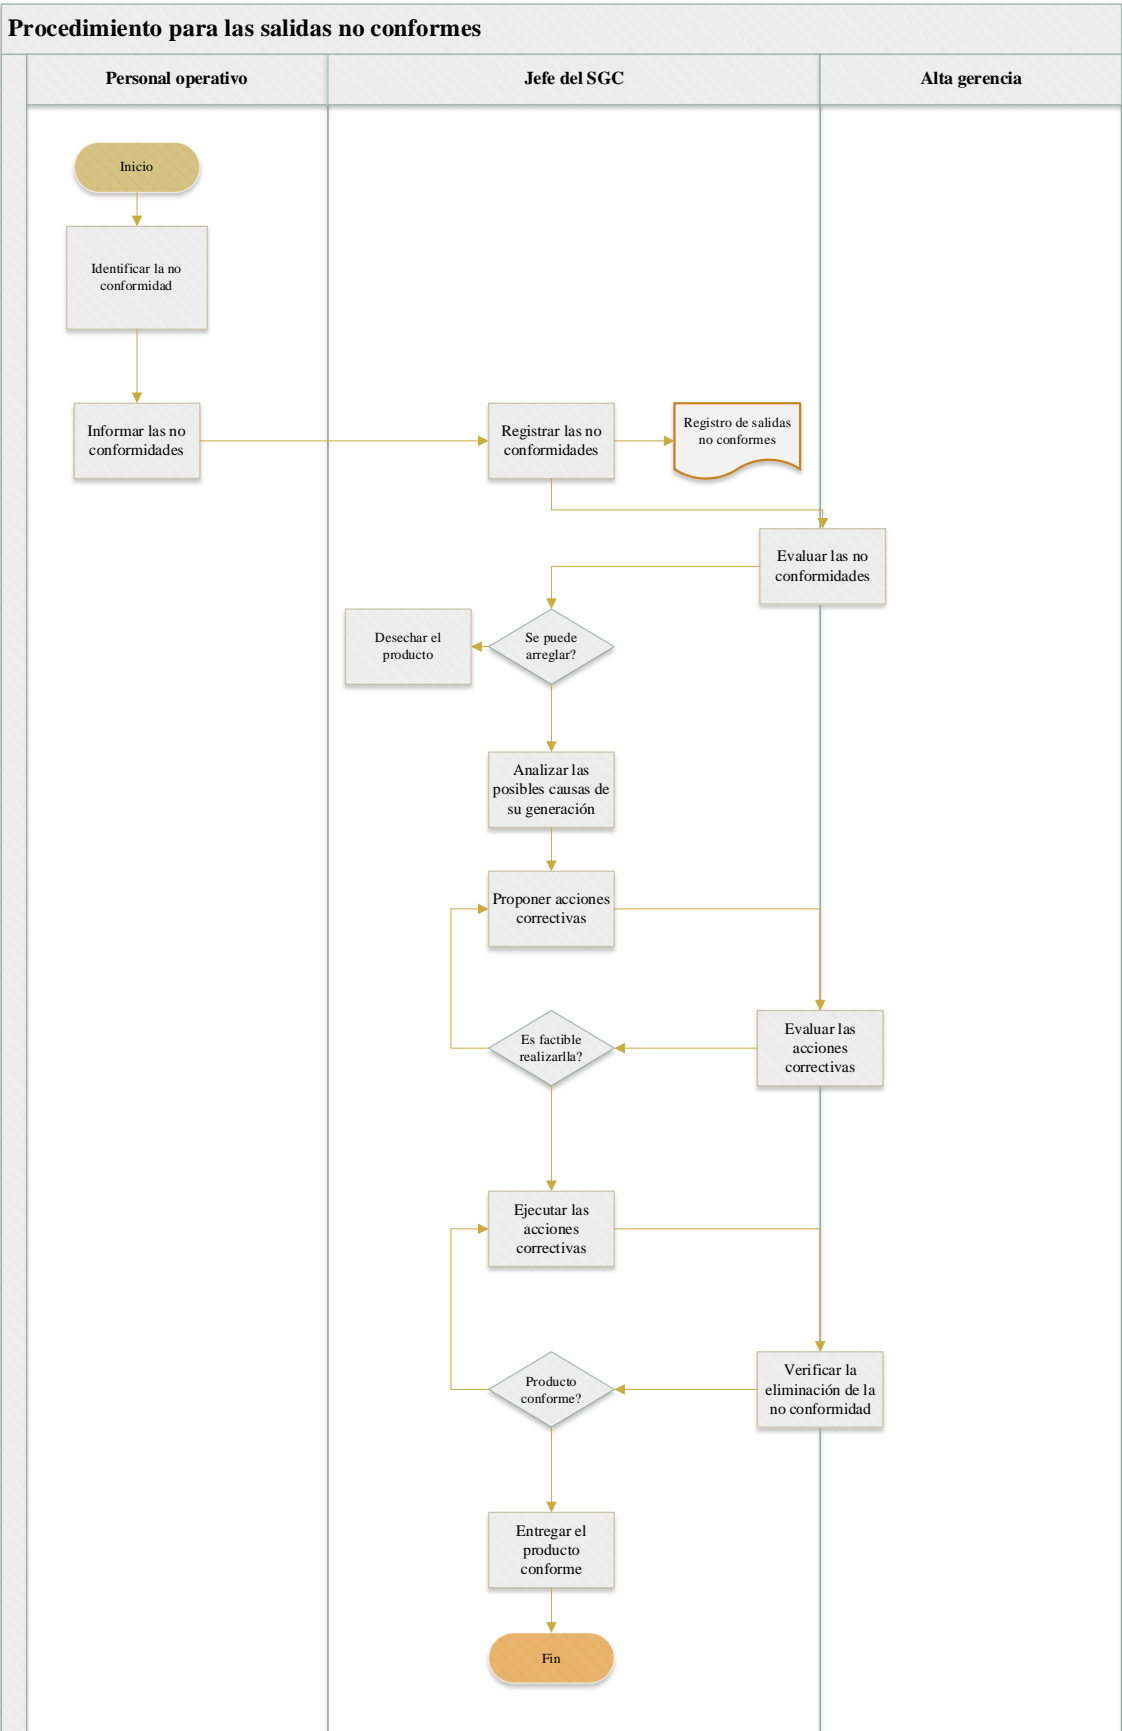 Procedimiento para las salidas no conformes
Personal operativo
Jefe del SGC
Alta gerencia
Inicio
Identificar la no
conformidad
Informar las no
conformidades
Registrar las no
conformidades
Registro de salidas
no conformes
Evaluar las no
conformidades
Se puede
arreglar?
Desechar el
producto
Analizar las
posibles causas de
su generación
Proponer acciones
correctivas
Evaluar las
acciones
correctivas
Es factible
realizarlla?
Ejecutar las
acciones
correctivas
Verificar la
eliminación de la
no conformidad
Producto
conforme?
Entregar el
producto
conforme
Fin